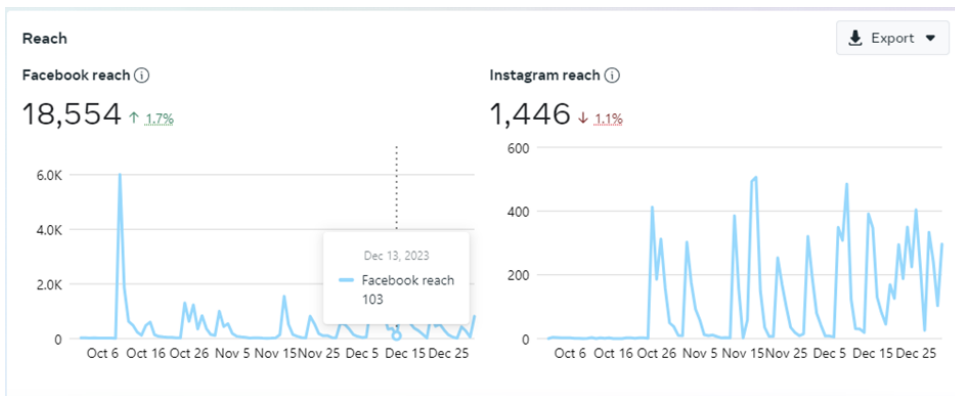 Reach
Export
Facebook reach
18,554 ↑ 1.7%
6.0K
4.0K
2.0K
0
Dec 13, 2023
Facebook reach
103
Oct 6 Oct 16 Oct 26 Nov 5 Nov 15 Nov 25 Dec 5 Dec 15 Dec 25
Instagram reach
1,446 ↓ 1.1%
600
400
200
0
Oct 6 Oct 16 Oct 26 Nov 5 Nov 15 Nov 25 Dec 5 Dec 15 Dec 25